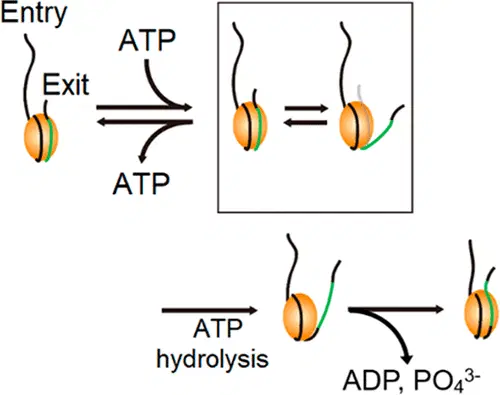 Entry
ATP
Exit
ATP
ATP
hydrolysis
ADP, PO₄³⁻